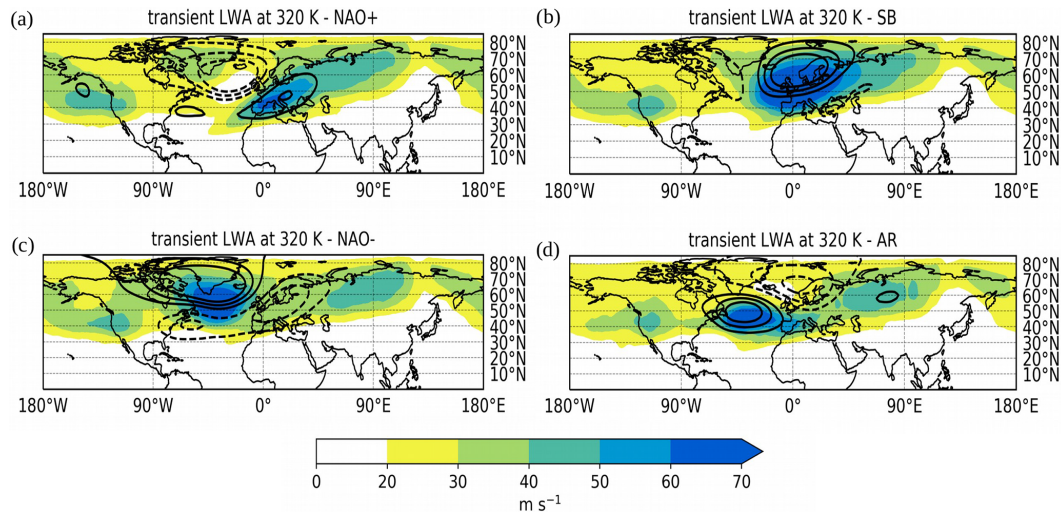 (a) transient LWA at 320 K - NAO+
80°N
70°N
60°N
50°N
40°N
30°N
20°N
10°N
180°W 90°W 0° 90°E 180°E
(b) transient LWA at 320 K - SB
80°N
70°N
60°N
50°N
40°N
30°N
20°N
10°N
180°W 90°W 0° 90°E 180°E
(c) transient LWA at 320 K - NAO-
80°N
70°N
60°N
50°N
40°N
30°N
20°N
10°N
180°W 90°W 0° 90°E 180°E
(d) transient LWA at 320 K - AR
80°N
70°N
60°N
50°N
40°N
30°N
20°N
10°N
180°W 90°W 0° 90°E 180°E
0 20 30 40 50 60 70
m s⁻¹